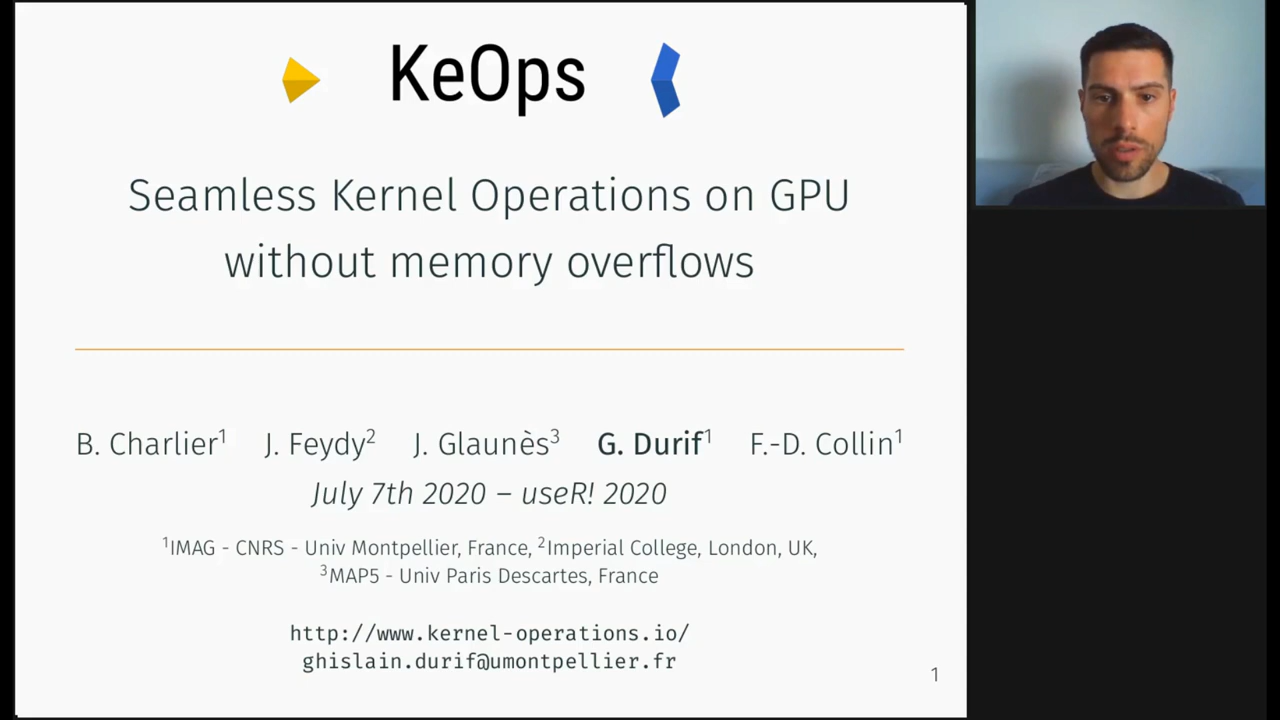 KeOps
Seamless Kernel Operations on GPU
without memory overflows
B. Charlier¹ J. Feydy² J. Glaunès³ G. Durif¹ F.-D. Collin¹
July 7th 2020 – useR! 2020
¹IMAG - CNRS - Univ Montpellier, France, ²Imperial College, London, UK,
³MAP5 - Univ Paris Descartes, France
http://www.kernel-operations.io/
ghislain.durif@umontpellier.fr
1